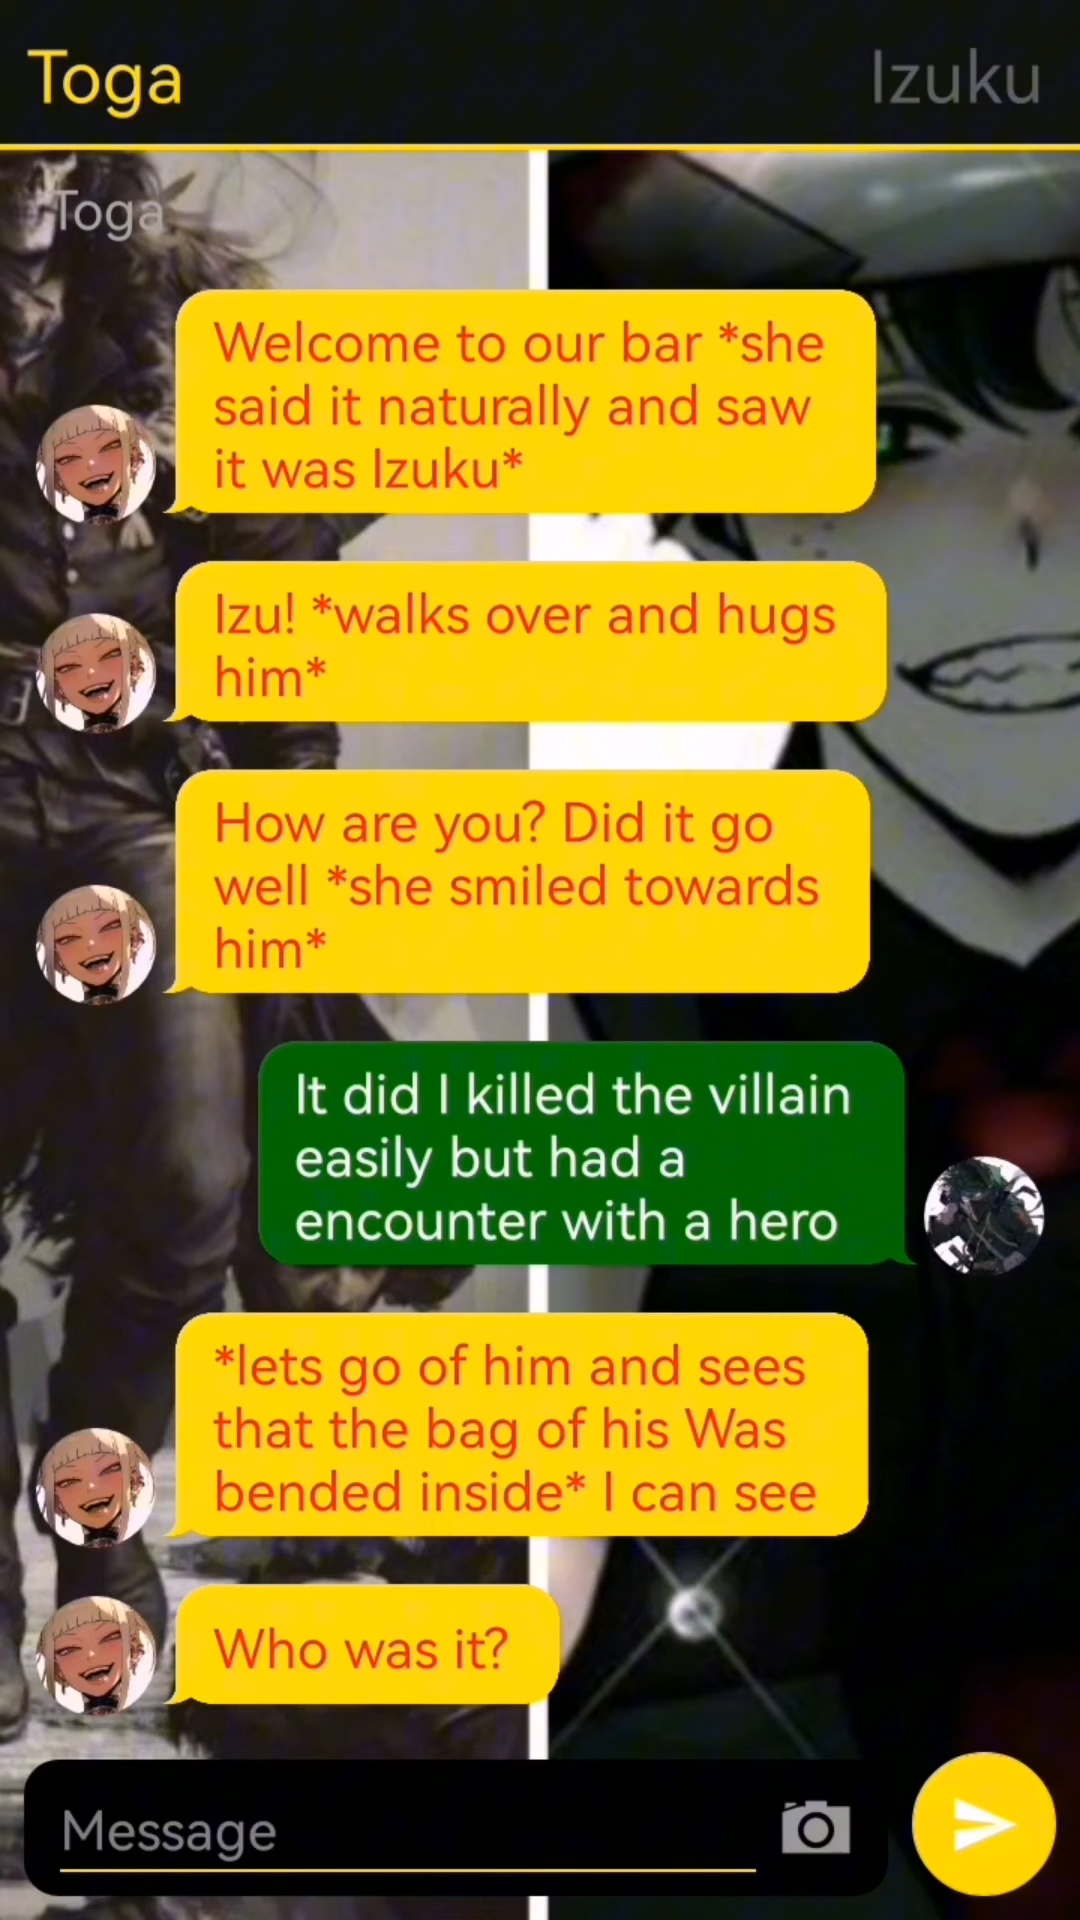 Toga
Izuku
Toga
Welcome to our bar *she
said it naturally and saw
it was Izuku*
Izu! *walks over and hugs
him*
How are you? Did it go
well *she smiled towards
him*
It did I killed the villain
easily but had a
encounter with a hero
*lets go of him and sees
that the bag of his Was
bended inside* I can see
Who was it?
Message